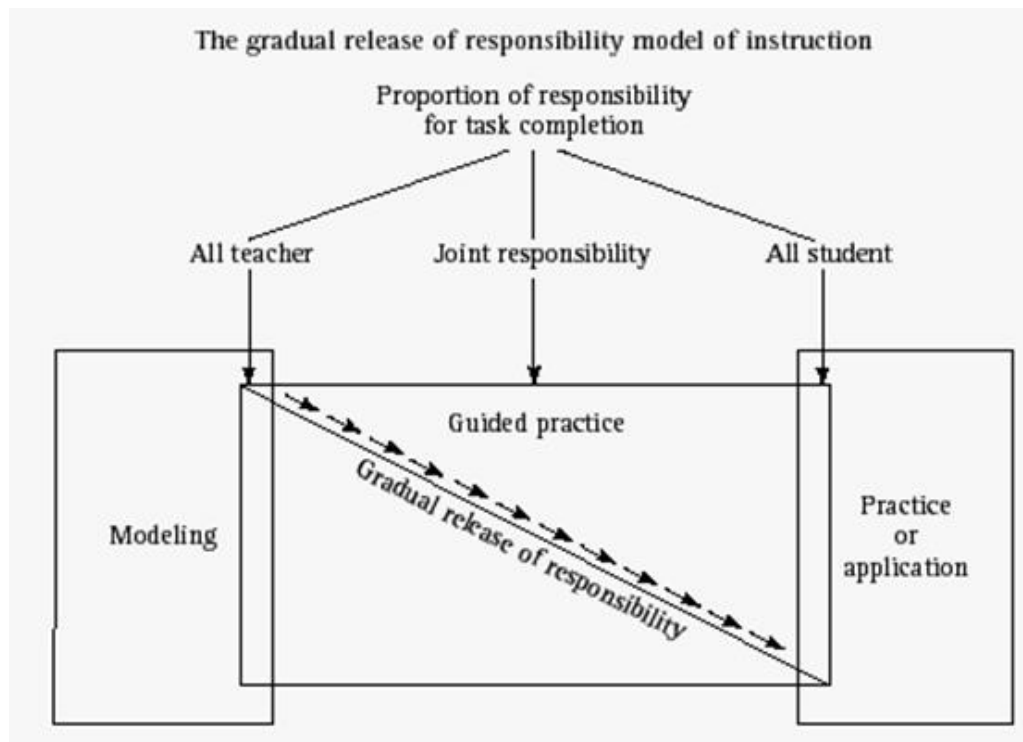 The gradual release of responsibility model of instruction
Proportion of responsibility
for task completion
All teacher
Joint responsibility
All student
Guided practice
Gradual release of responsibility
Modeling
Practice
or
application